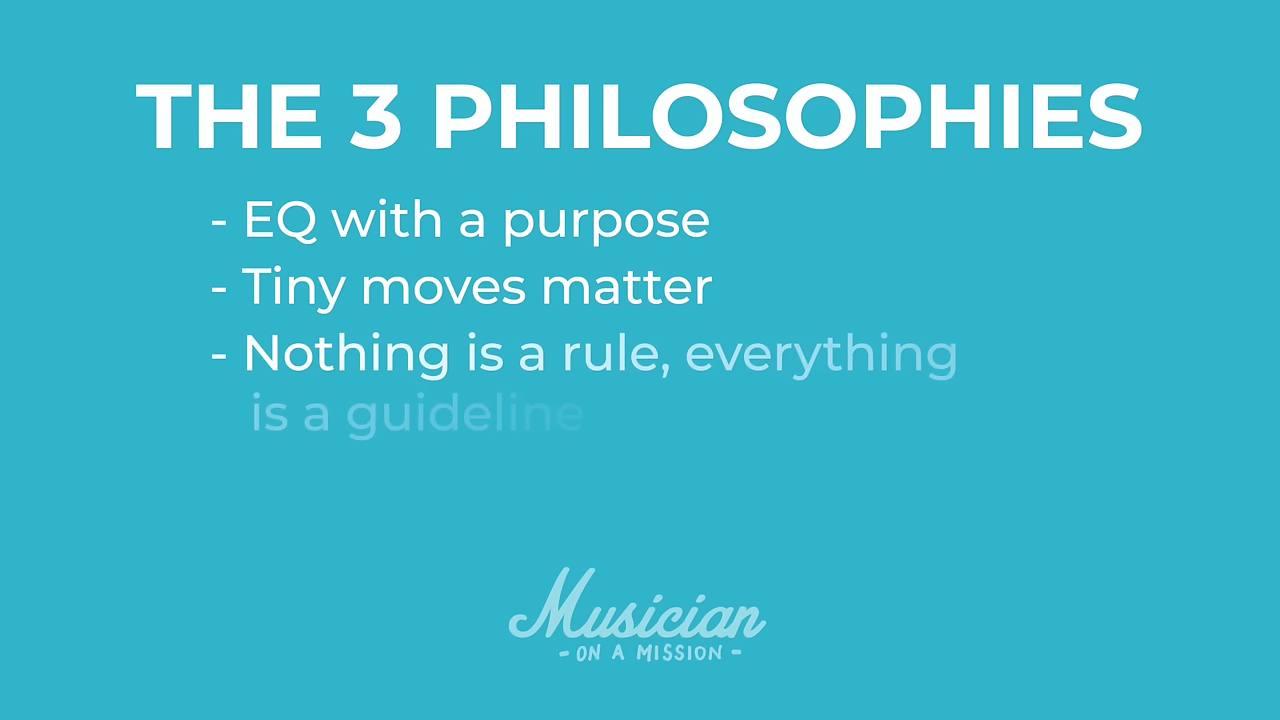 THE 3 PHILOSOPHIES
- EQ with a purpose
- Tiny moves matter
- Nothing is a rule, everything
is a guideline
Musician
- ON A MISSION -